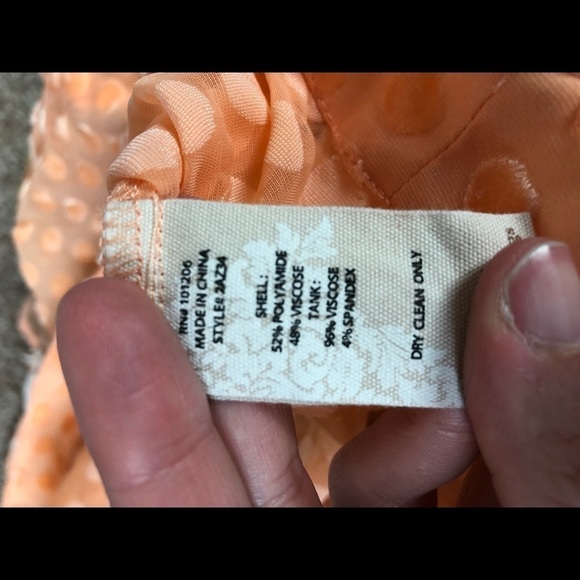 RN# 101206
MADE IN CHINA
STYLE# 2AZ34
SHELL:
52% POLYAMIDE
48% VISCOSE
TANK:
96% VISCOSE
4% SPANDEX
DRY CLEAN ONLY